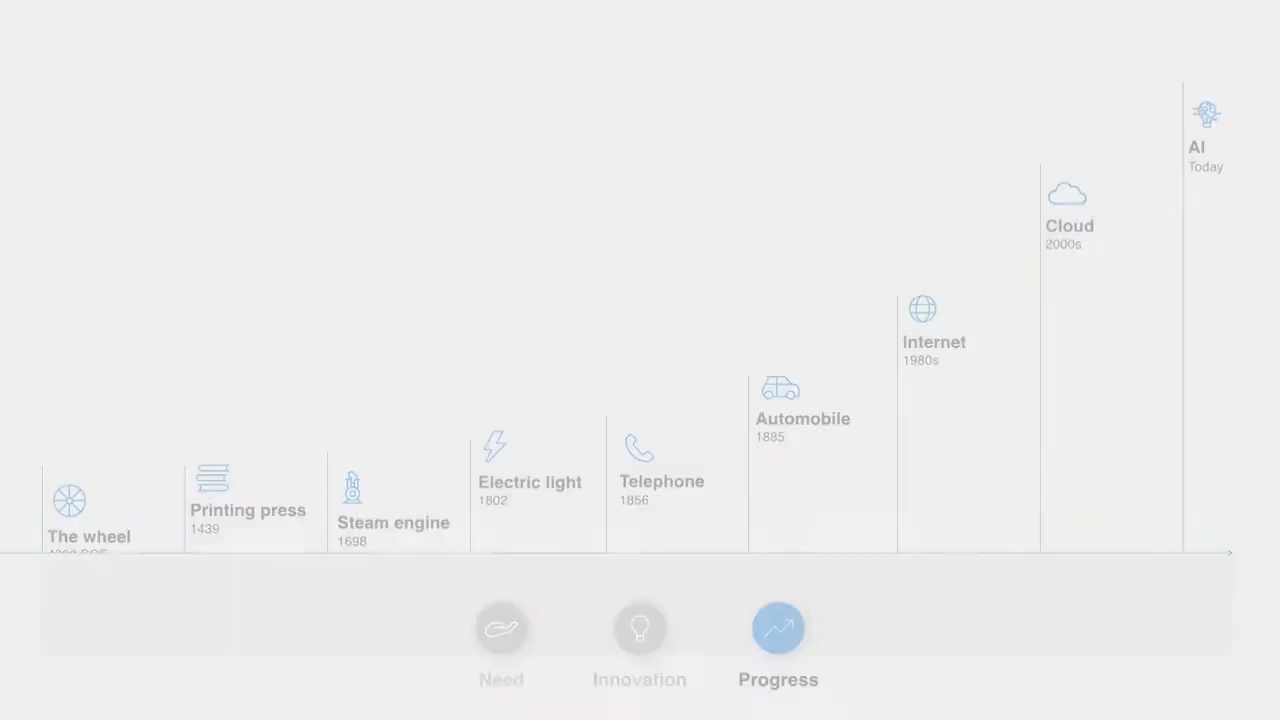 AI
Today
Cloud
2000s
Internet
1980s
Automobile
1885
Electric light
1802
Telephone
1856
Printing press
1439
Steam engine
1698
The wheel
Need
Innovation
Progress